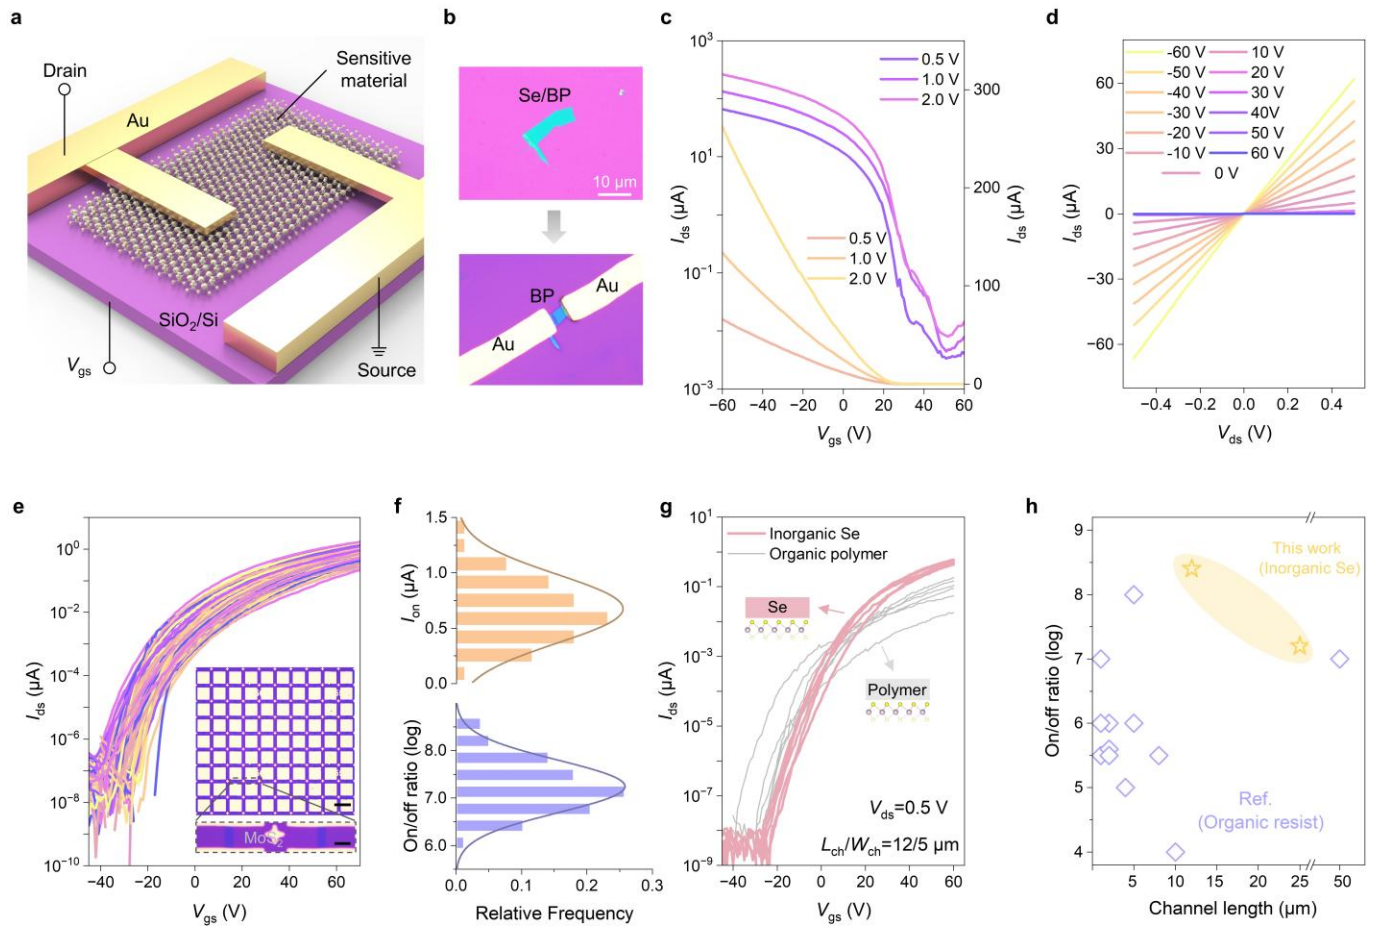 a
Drain
Au
Sensitive
material
SiO2/Si
Vgs
Source
b
Se/BP
10 μm
BP
Au
Au
c
10³
10¹
10⁻¹
10⁻³
Ids (μA)
0.5 V
1.0 V
2.0 V
0.5 V
1.0 V
2.0 V
300
200
100
0
Ids (μA)
−60 −40 −20 0 20 40 60
Vgs (V)
d
-60 V 10 V
-50 V 20 V
-40 V 30 V
-30 V 40V
-20 V 50 V
-10 V 60 V
0 V
60
30
0
−30
−60
Ids (μA)
−0.4 −0.2 0.0 0.2 0.4
Vds (V)
e
10⁰
10⁻²
10⁻⁴
10⁻⁶
10⁻⁸
10⁻¹⁰
Ids (μA)
MoS2
−40 −20 0 20 40 60
Vgs (V)
f
1.5
1.0
0.5
0.0
Ion (μA)
8.0
7.0
6.0
On/off ratio (log)
0.0 0.1 0.2 0.3
Relative Frequency
g
10¹
10⁻¹
10⁻³
10⁻⁵
10⁻⁷
10⁻⁹
Ids (μA)
Inorganic Se
Organic polymer
Se
Polymer
Vds=0.5 V
Lch/Wch=12/5 μm
−40 −20 0 20 40 60
Vgs (V)
h
9
8
7
6
5
4
On/off ratio (log)
This work
(Inorganic Se)
Ref.
(Organic resist)
5 10 15 20 25 50
Channel length (μm)